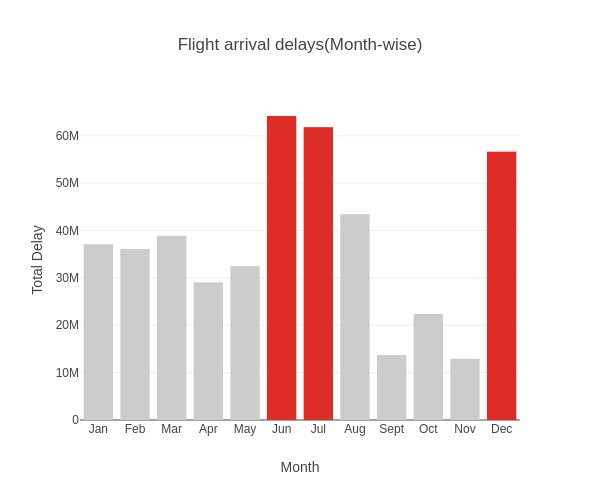 Flight arrival delays(Month-wise)
Total Delay
60M
50M
40M
30M
20M
10M
0
Jan Feb Mar Apr May Jun Jul Aug Sept Oct Nov Dec
Month